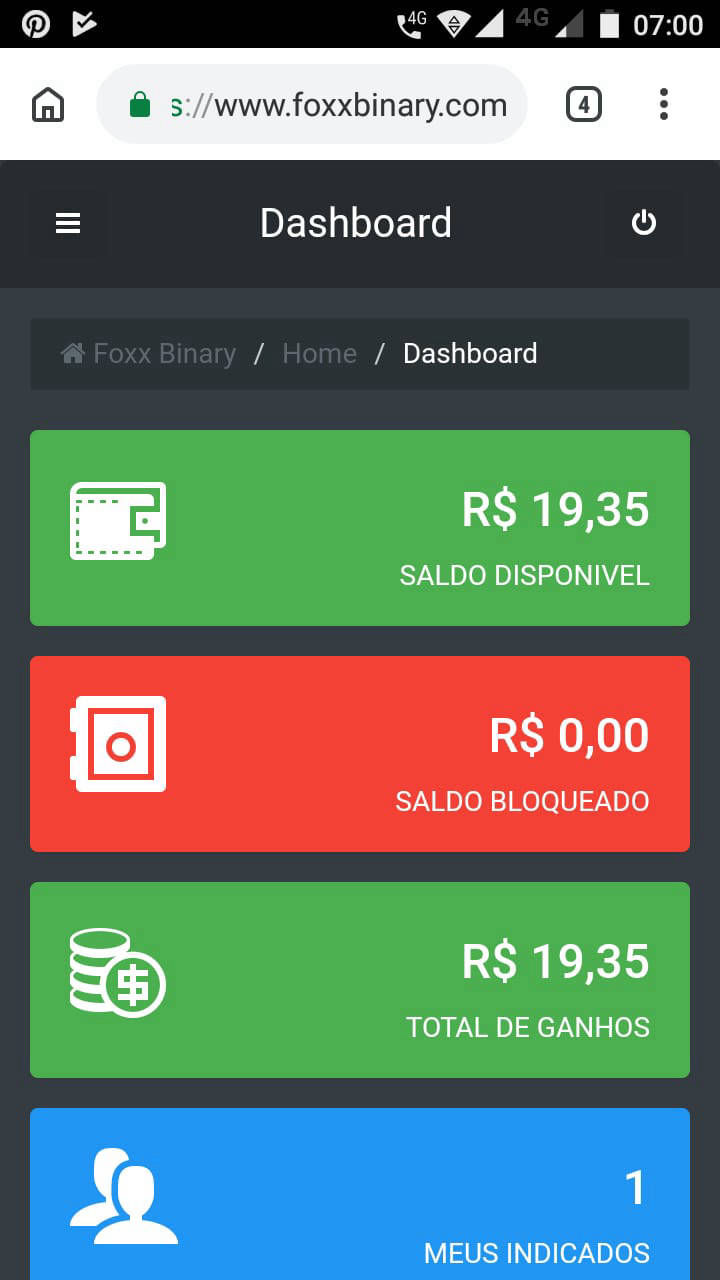 4G 4G 07:00
s://www.foxxbinary.com 4
Dashboard
Foxx Binary / Home / Dashboard
R$ 19,35
SALDO DISPONIVEL
R$ 0,00
SALDO BLOQUEADO
R$ 19,35
TOTAL DE GANHOS
1
MEUS INDICADOS